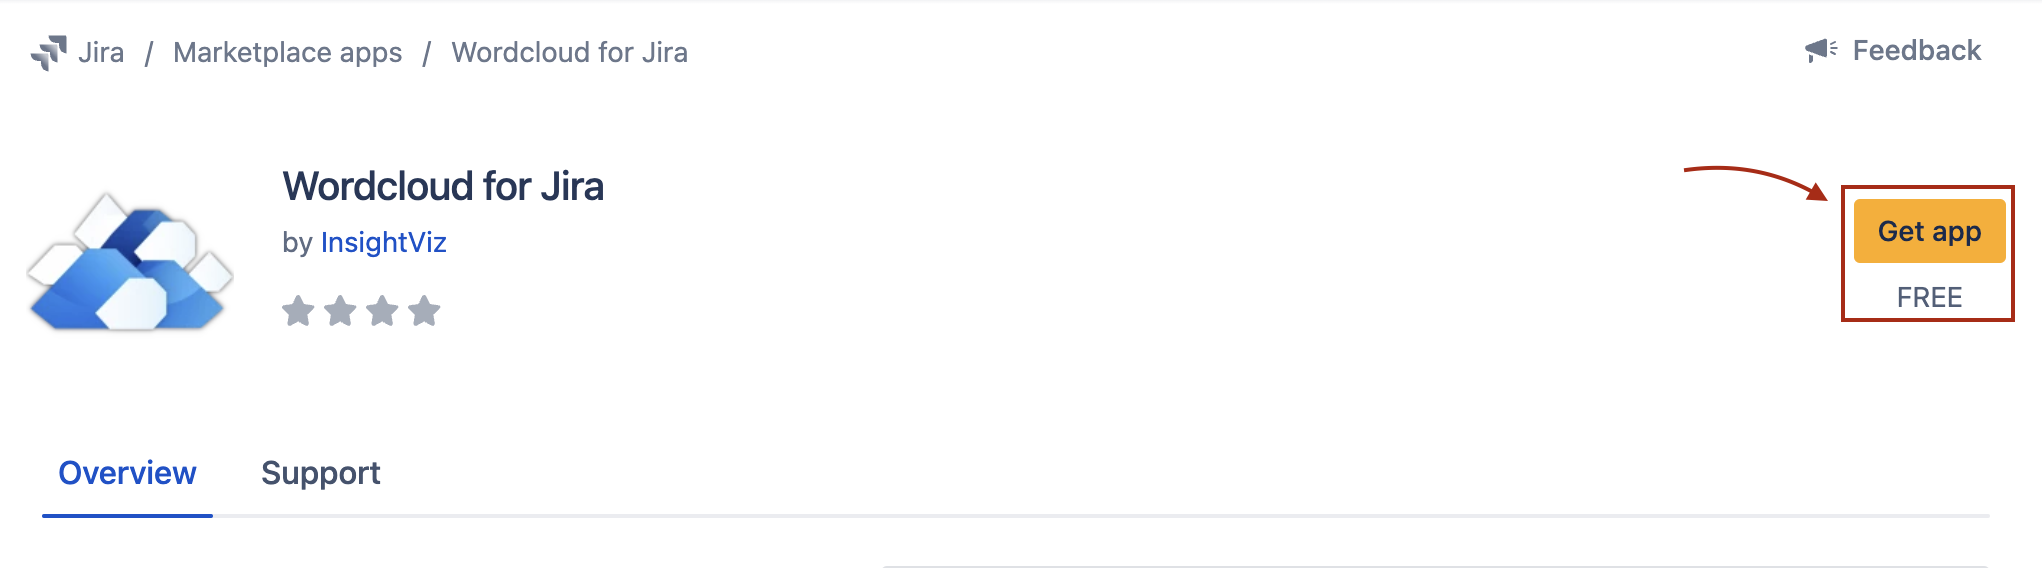 Jira / Marketplace apps / Wordcloud for Jira
Feedback
Wordcloud for Jira
by InsightViz
Get app
FREE
Overview
Support